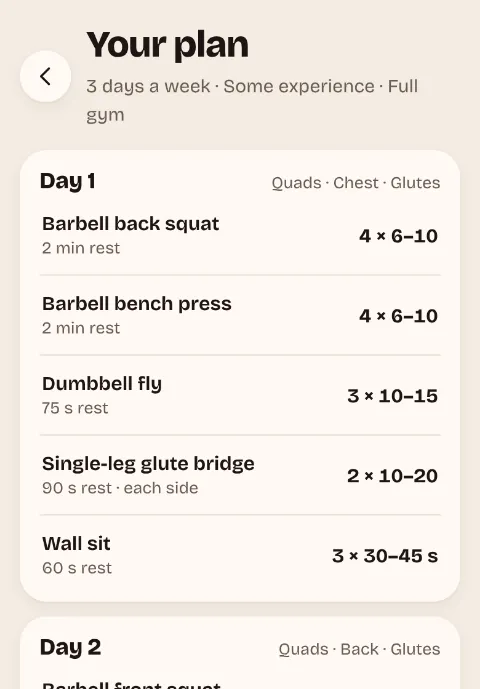 Your plan
3 days a week · Some experience · Full
gym
Day 1
Quads · Chest · Glutes
Barbell back squat
2 min rest
4 × 6–10
Barbell bench press
2 min rest
4 × 6–10
Dumbbell fly
75 s rest
3 × 10–15
Single-leg glute bridge
90 s rest · each side
2 × 10–20
Wall sit
60 s rest
3 × 30–45 s
Day 2
Quads · Back · Glutes
Barbell front squat